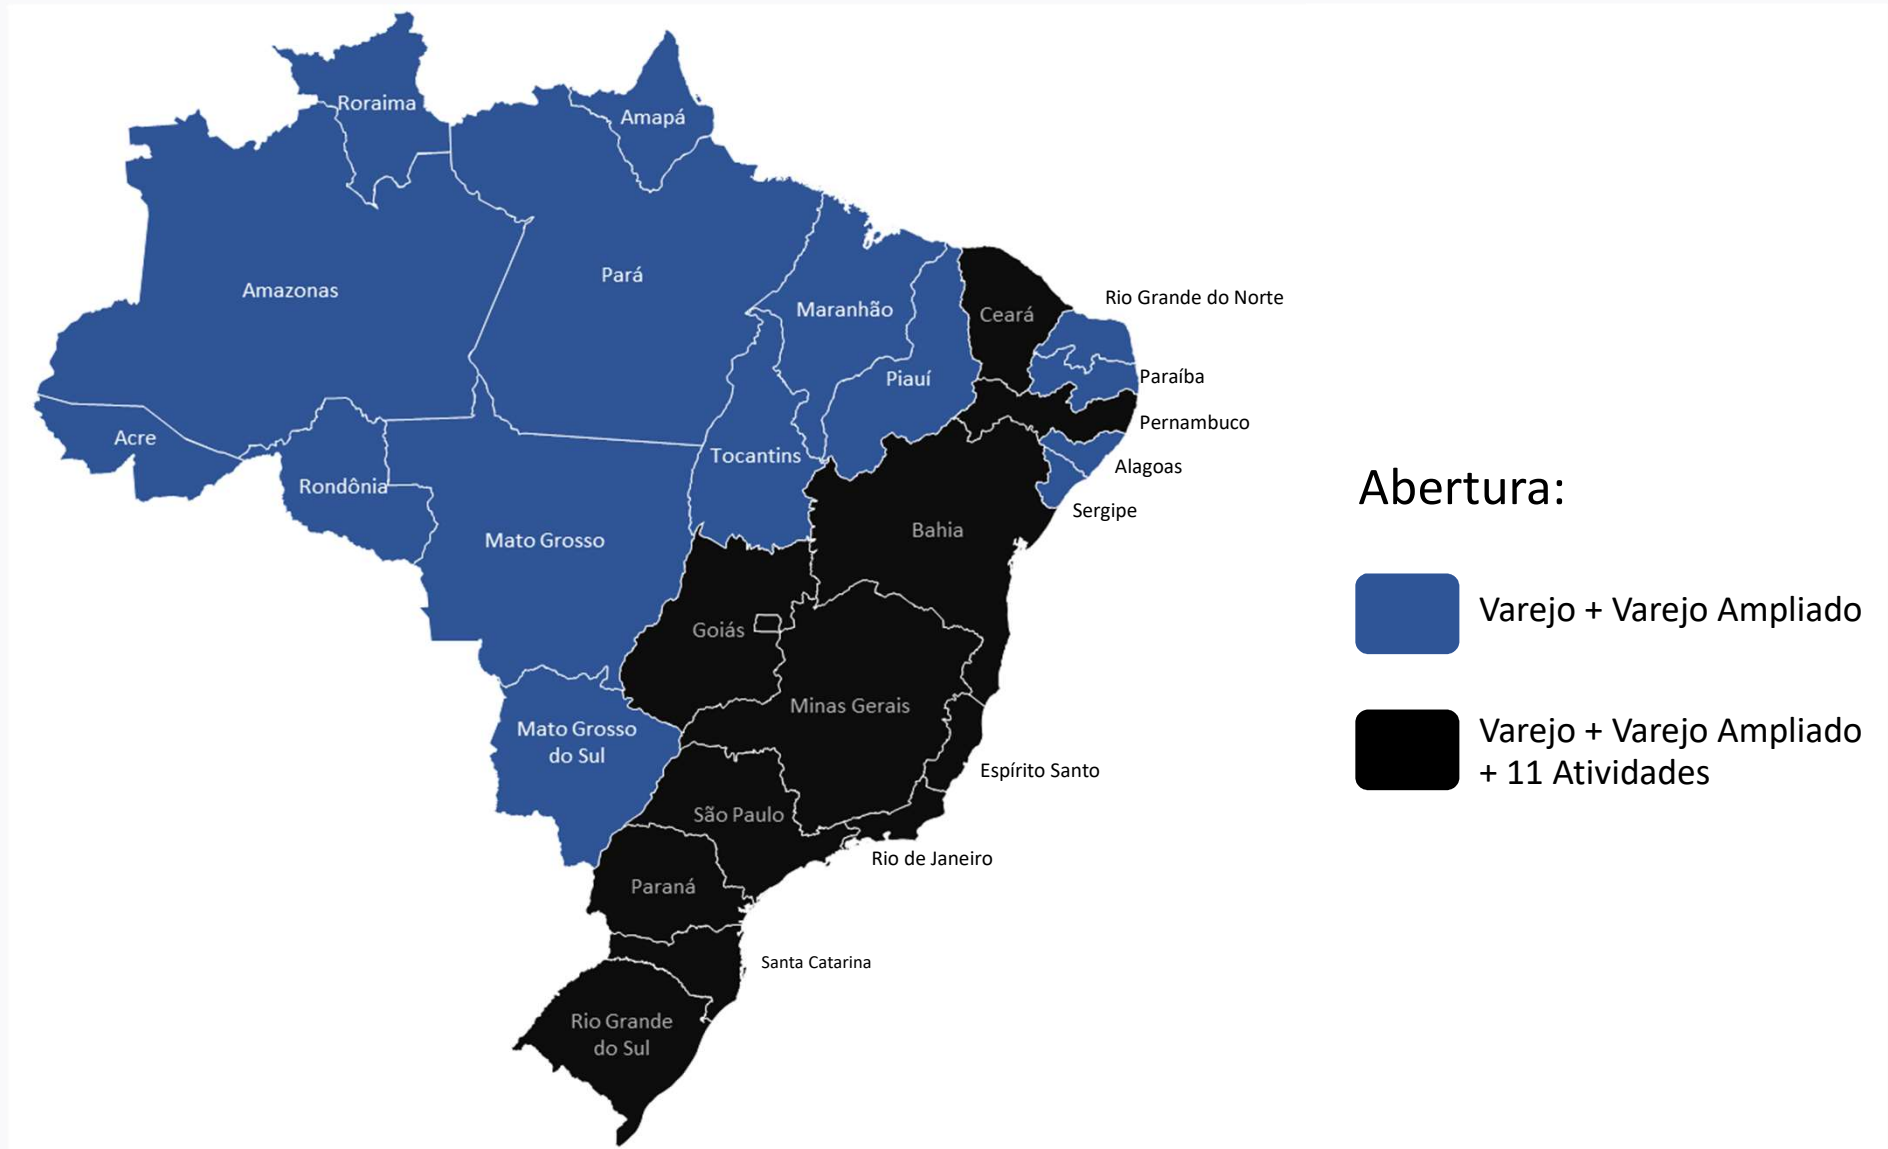 Roraima
Amapá
Amazonas
Pará
Maranhão
Ceará
Rio Grande do Norte
Piauí
Paraíba
Pernambuco
Acre
Rondônia
Tocantins
Alagoas
Sergipe
Mato Grosso
Bahia
Goiás
Minas Gerais
Mato Grosso
do Sul
Espírito Santo
São Paulo
Rio de Janeiro
Paraná
Santa Catarina
Rio Grande
do Sul
Abertura:
Varejo + Varejo Ampliado
Varejo + Varejo Ampliado
+ 11 Atividades